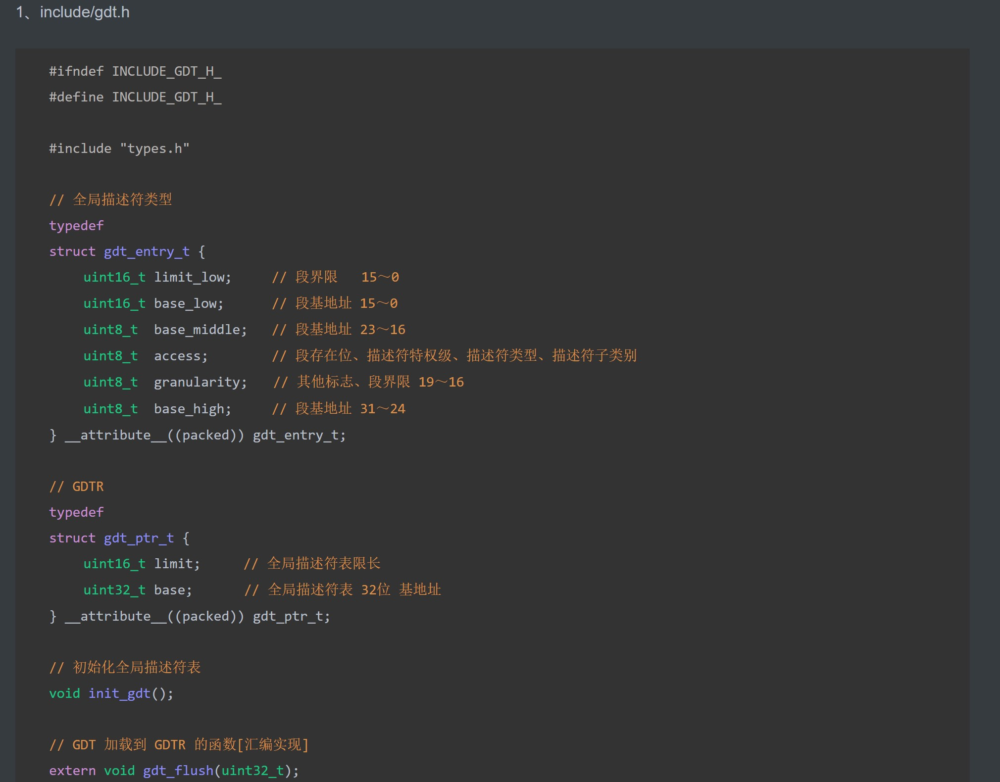 1、include/gdt.h
#ifndef INCLUDE_GDT_H_
#define INCLUDE_GDT_H_
#include "types.h"
// 全局描述符类型
typedef
struct gdt_entry_t {
uint16_t limit_low;     // 段界限   15～0
uint16_t base_low;      // 段基地址 15～0
uint8_t  base_middle;   // 段基地址 23～16
uint8_t  access;        // 段存在位、描述符特权级、描述符类型、描述符子类别
uint8_t  granularity;   // 其他标志、段界限 19～16
uint8_t  base_high;     // 段基地址 31～24
} __attribute__((packed)) gdt_entry_t;
// GDTR
typedef
struct gdt_ptr_t {
uint16_t limit;     // 全局描述符表限长
uint32_t base;      // 全局描述符表 32位 基地址
} __attribute__((packed)) gdt_ptr_t;
// 初始化全局描述符表
void init_gdt();
// GDT 加载到 GDTR 的函数[汇编实现]
extern void gdt_flush(uint32_t);